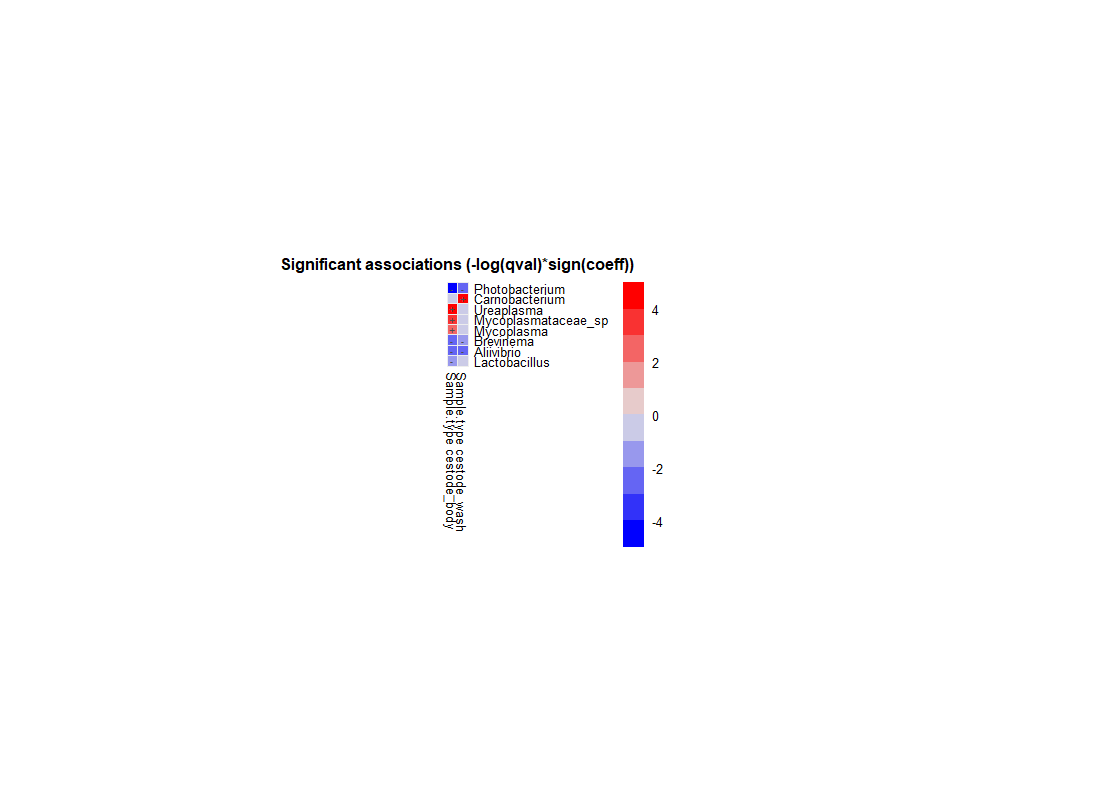 Significant associations (-log(qval)*sign(coeff))
Photobacterium
Carnobacterium
Ureaplasma
Mycoplasmataceae_sp
Mycoplasma
Brevinema
Aliivibrio
Lactobacillus
Sample.type cestode_wash
Sample.type cestode_body
4
2
0
-2
-4